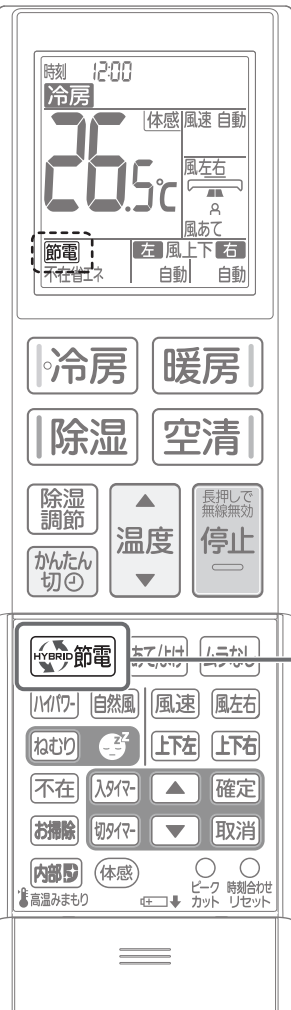 時刻 12:00
冷房
26.5℃
体感 風速 自動
風左右
風あて
節電 左 風上下 右
不在省エネ 自動 自動
冷房 暖房
除湿 空清
除湿
調節
温度
長押しで
無線無効
停止
かんたん
切
HYBRID 節電 あて/よけ ムラなし
ハイパワー 自然風 風速 風左右
ねむり 上下左 上下右
不在 入タイマー 確定
お掃除 切タイマー 取消
内部 体感
高温みまもり
ピーク
カット
時刻合わせ
リセット